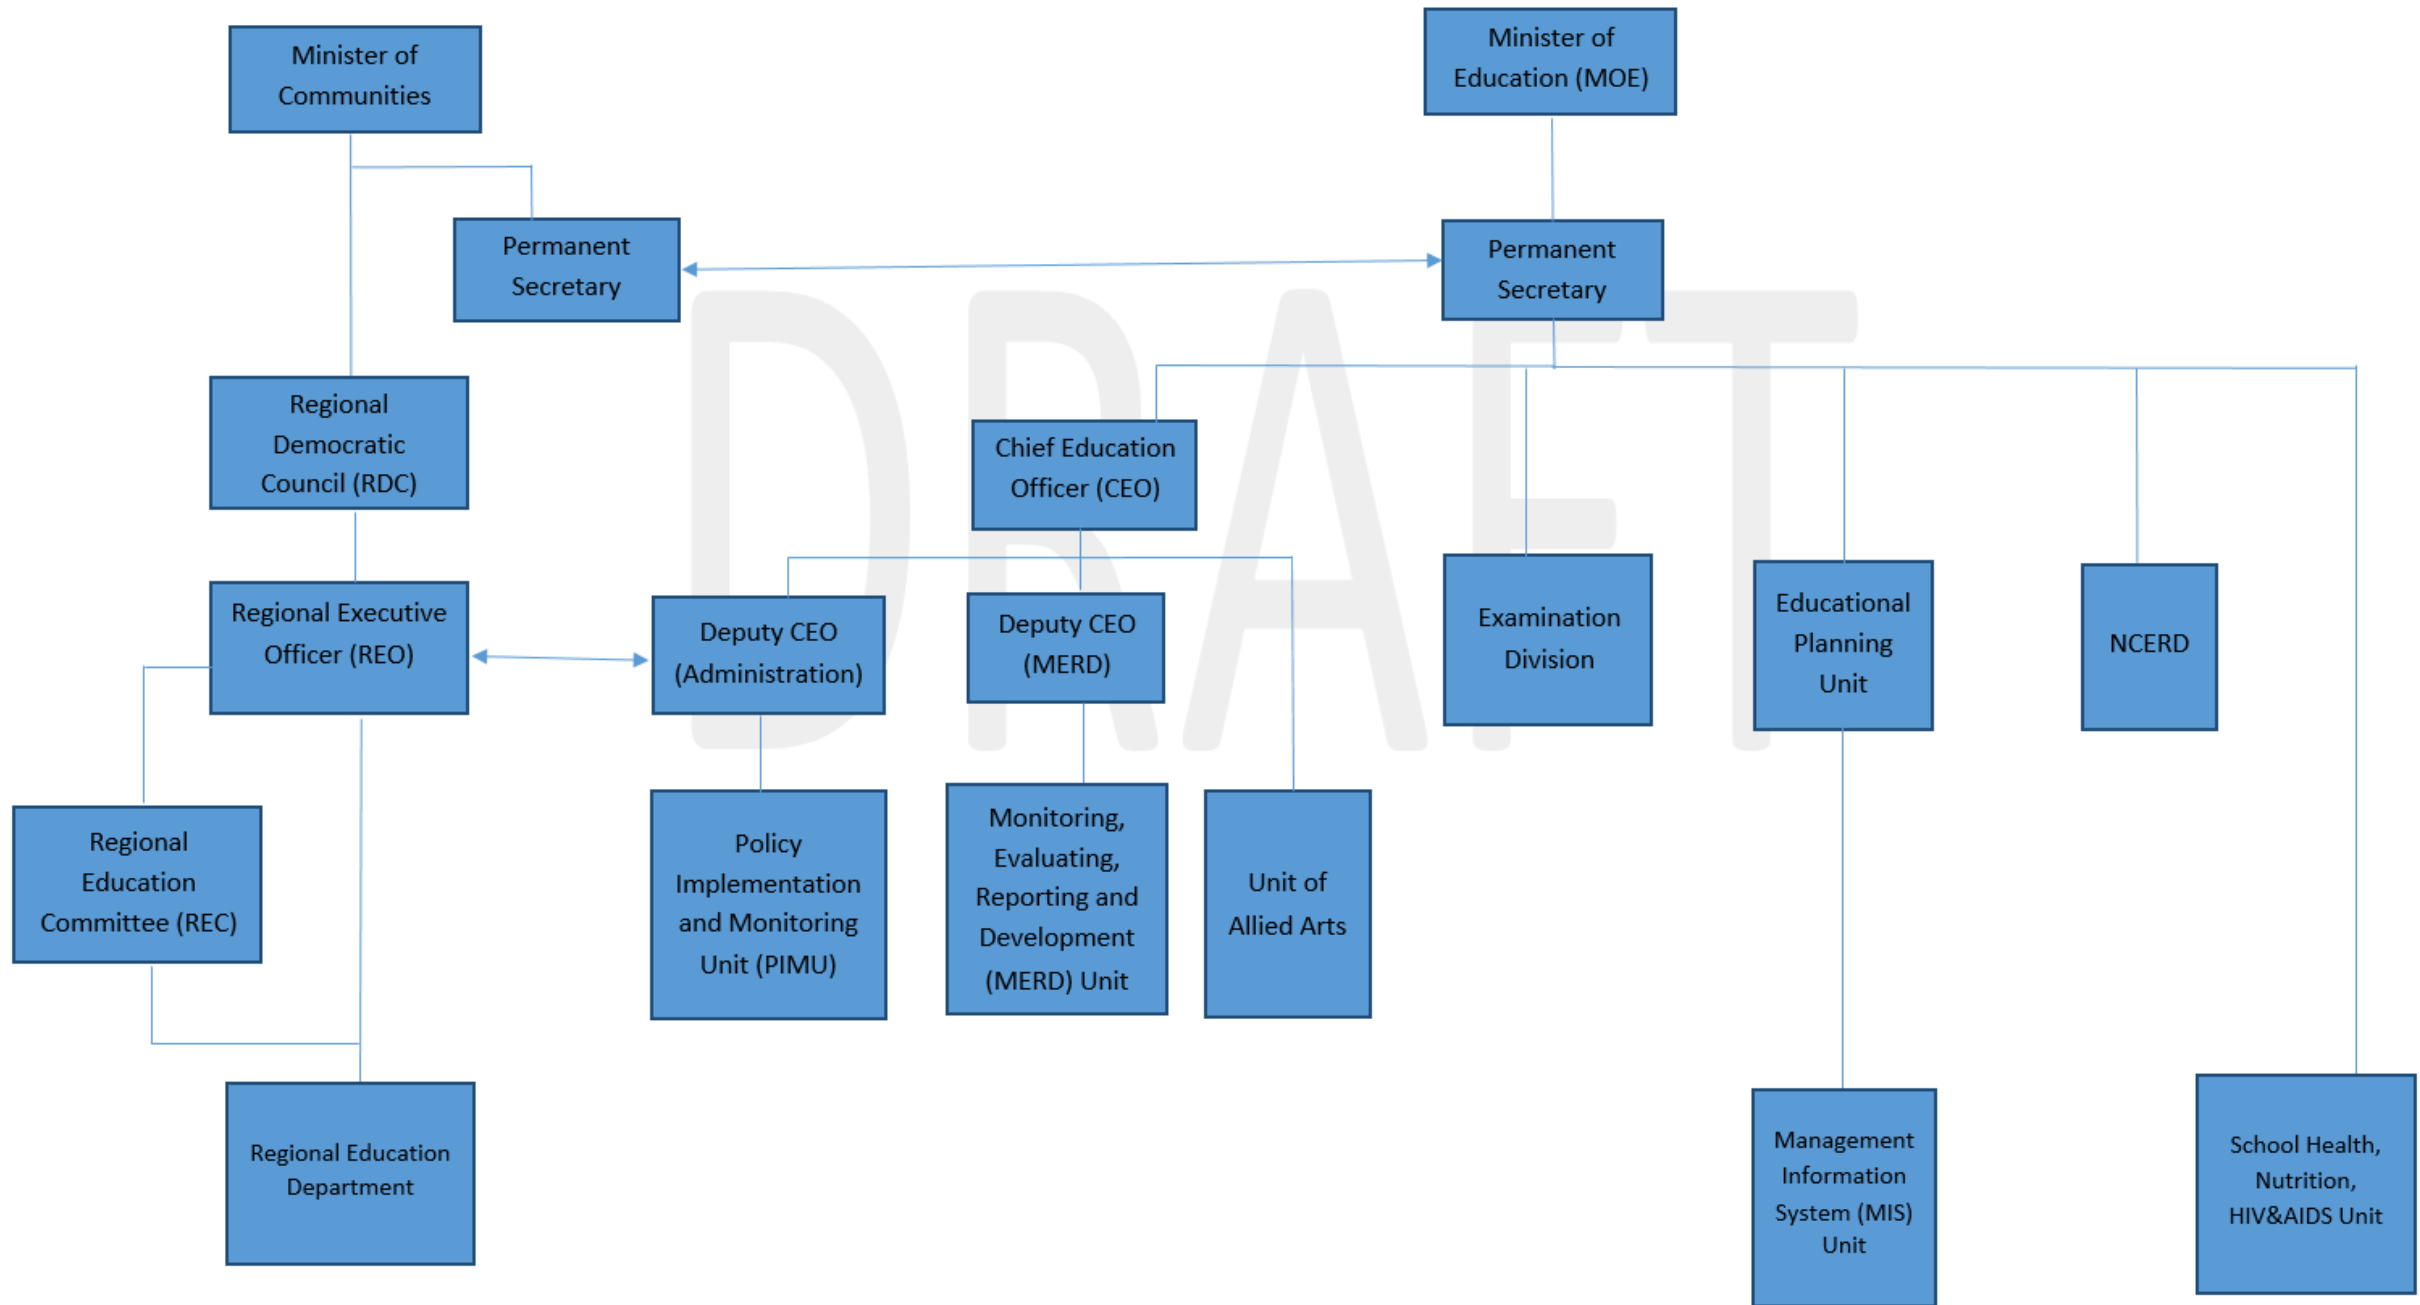 Minister of
Communities
Minister of
Education (MOE)
Permanent
Secretary
Permanent
Secretary
DRAFT
Regional
Democratic
Council (RDC)
Chief Education
Officer (CEO)
Regional Executive
Officer (REO)
Deputy CEO
(Administration)
Deputy CEO
(MERD)
Examination
Division
Educational
Planning
Unit
NCERD
Regional
Education
Committee (REC)
Policy
Implementation
and Monitoring
Unit (PIMU)
Monitoring,
Evaluating,
Reporting and
Development
(MERD) Unit
Unit of
Allied Arts
Regional Education
Department
Management
Information
System (MIS)
Unit
School Health,
Nutrition,
HIV&AIDS Unit